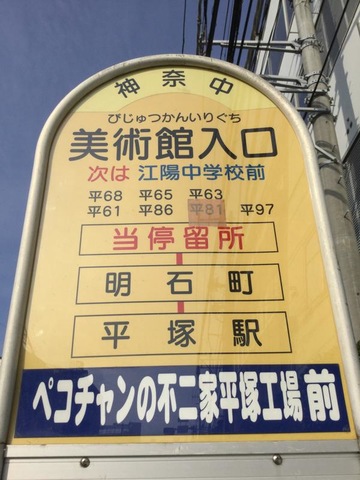 神奈中
びじゅつかんいりぐち
美術館入口
次は 江陽中学校前
平68 平65 平63
平61 平86 平81 平97
当停留所
明石町
平塚駅
ペコチャンの不二家平塚工場前